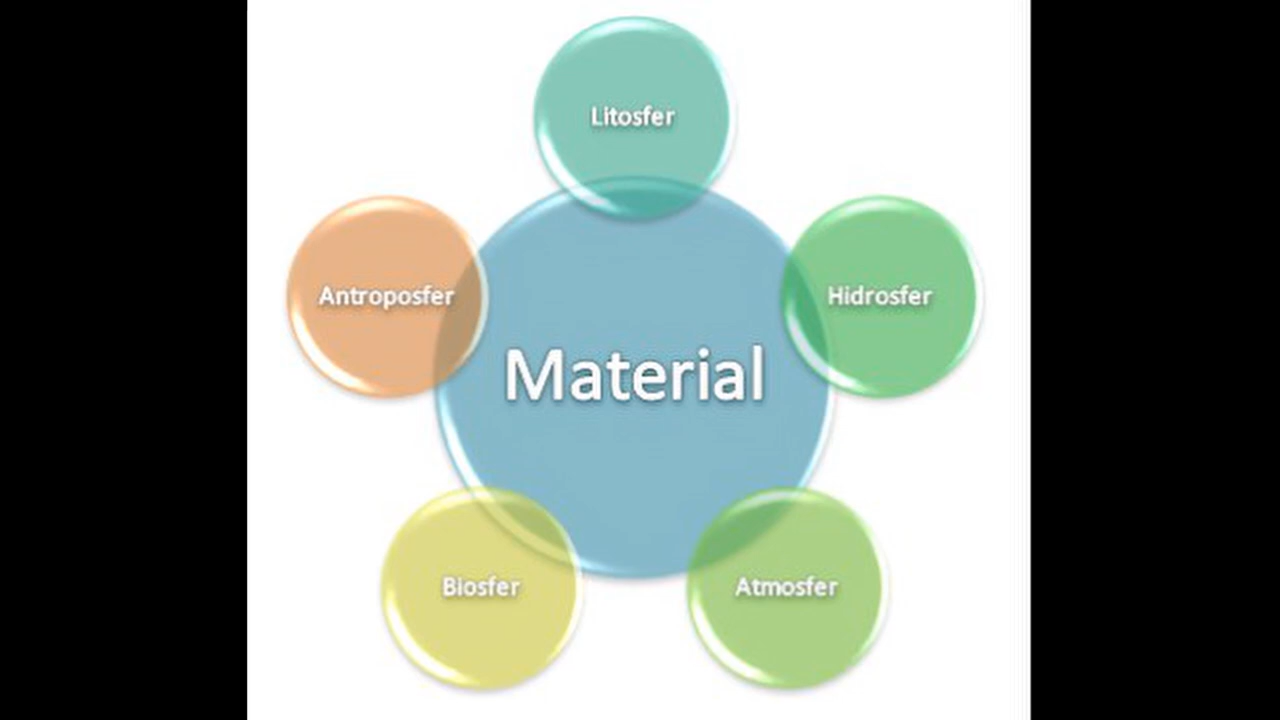 Litosfer
Antroposfer
Hidrosfer
Material
Biosfer
Atmosfer